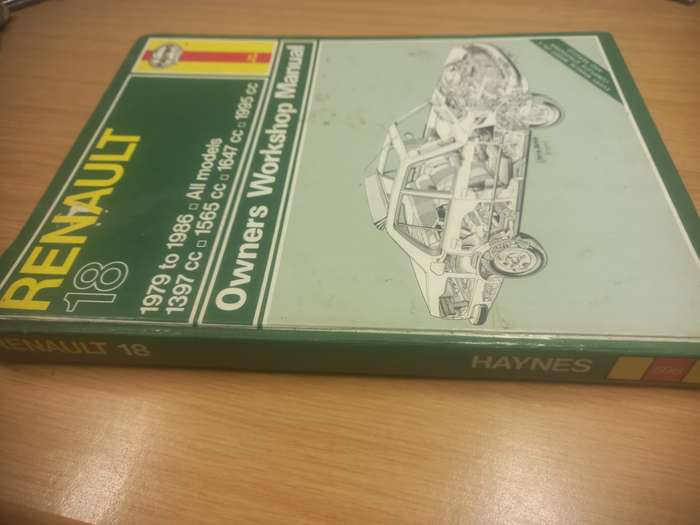 RENAULT
18
1979 to 1986 □ All models
1397 cc □ 1565 cc □ 1647 cc □ 1995 cc
Owners Workshop Manual
RENAULT 18
HAYNES